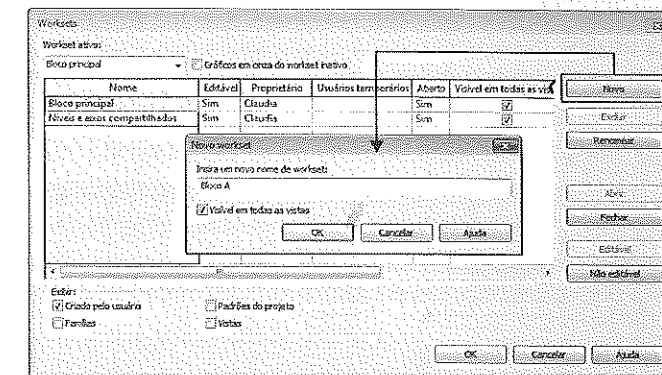 Worksets
Workset ativo:
Bloco principal
Gráficos em cinza do workset inativo
Nome Editável Proprietário Usuários temporários Aberto Visível em todas as vis
Bloco principal Sim Claudia Sim
Níveis e eixos compartilhados Sim Claudia Sim
Novo
Excluir
Renomear
Abrir
Fechar
Editável
Não editável
Novo workset
Insira um novo nome de workset:
Bloco A
Visível em todas as vistas
OK Cancelar Ajuda
Exibir:
Criado pelo usuário
Padrões do projeto
Famílias
Vistas
OK Cancelar Ajuda